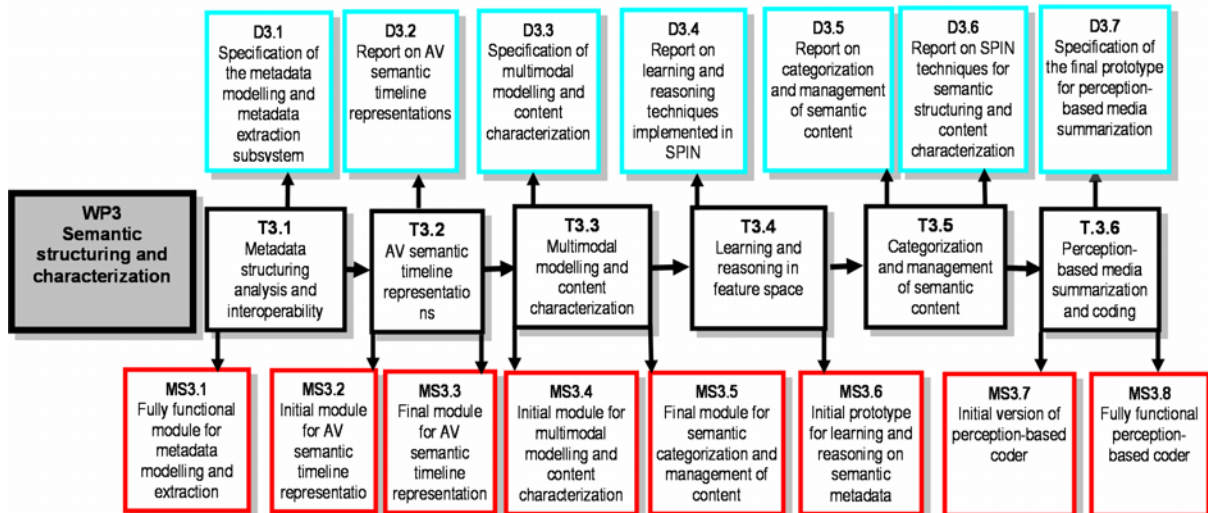 D3.1
Specification of
the metadata
modelling and
metadata
extraction
subsystem
D3.2
Report on AV
semantic
timeline
representations
D3.3
Specification of
multimodal
modelling and
content
characterization
D3.4
Report on
learning and
reasoning
techniques
implemented in
SPIN
D3.5
Report on
categorization
and management
of semantic
content
D3.6
Report on SPIN
techniques for
semantic
structuring and
content
characterization
D3.7
Specification of
the final prototype
for perception-
based media
summarization
WP3
Semantic
structuring and
characterization
T3.1
Metadata
structuring
analysis and
interoperability
T3.2
AV semantic
timeline
representatio
ns
T3.3
Multimodal
modelling and
content
characterization
T3.4
Learning and
reasoning in
feature space
T3.5
Categorization
and management
of semantic
content
T.3.6
Perception-
based media
summarization
and coding
MS3.1
Fully functional
module for
metadata
modelling and
extraction
MS3.2
Initial module
for AV
semantic
timeline
representatio
MS3.3
Final module
for AV
semantic
timeline
representation
MS3.4
Initial module for
multimodal
modelling and
content
characterization
MS3.5
Final module for
semantic
categorization and
management of
content
MS3.6
Initial prototype
for learning and
reasoning on
semantic
metadata
MS3.7
Initial version of
perception-based
coder
MS3.8
Fully functional
perception-
based coder